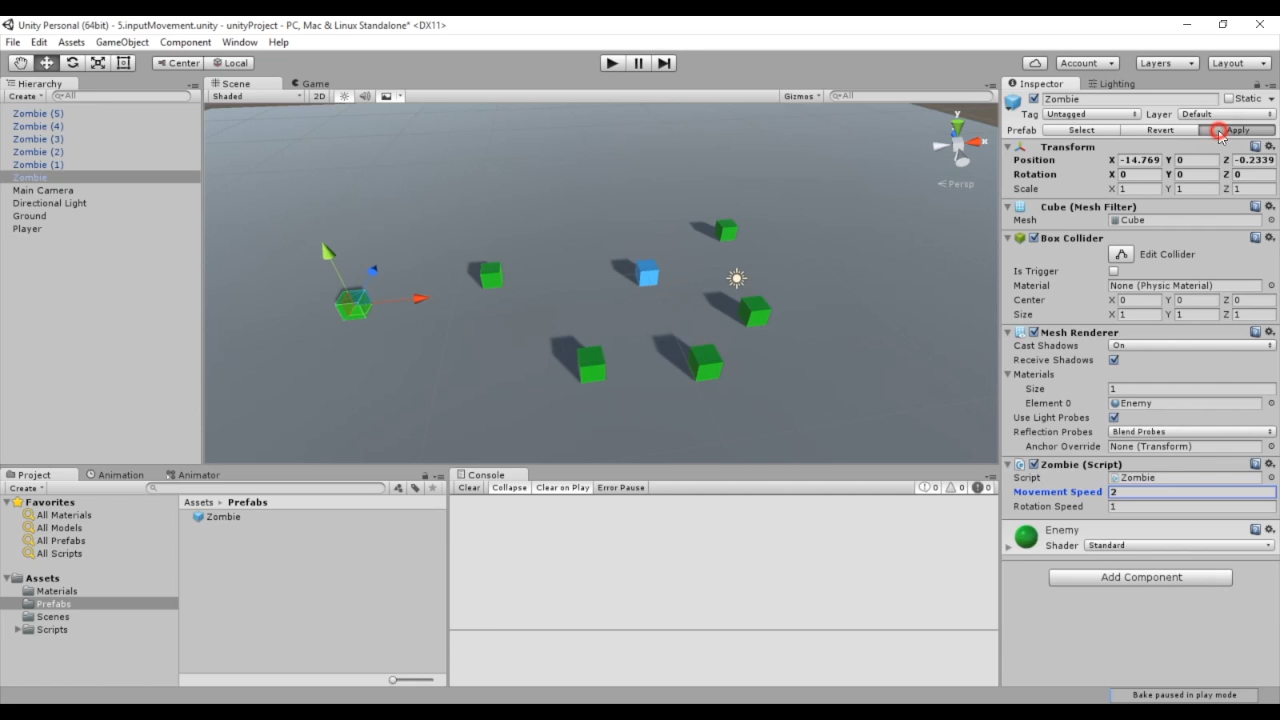 Unity Personal (64bit) - 5.inputMovement.unity - unityProject - PC, Mac & Linux Standalone* <DX11>
File Edit Assets GameObject Component Window Help
Center Local Account Layers Layout
Hierarchy
Create All
Zombie (5)
Zombie (4)
Zombie (3)
Zombie (2)
Zombie (1)
Zombie
Main Camera
Directional Light
Ground
Player
Scene Game
Shaded 2D Gizmos All
y
x
Persp
Inspector Lighting
Zombie Static
Tag Untagged Layer Default
Prefab Select Revert Apply
Transform
Position X -14.769 Y 0 Z -0.2339
Rotation X 0 Y 0 Z 0
Scale X 1 Y 1 Z 1
Cube (Mesh Filter)
Mesh Cube
Box Collider
Edit Collider
Is Trigger
Material None (Physic Material)
Center X 0 Y 0 Z 0
Size X 1 Y 1 Z 1
Mesh Renderer
Cast Shadows On
Receive Shadows
Materials
Size 1
Element 0 Enemy
Use Light Probes
Reflection Probes Blend Probes
Anchor Override None (Transform)
Zombie (Script)
Script Zombie
Movement Speed 2
Rotation Speed 1
Enemy
Shader Standard
Add Component
Project Animation Animator
Create
Favorites
All Materials
All Models
All Prefabs
All Scripts
Assets
Materials
Prefabs
Scenes
Scripts
Assets ▸ Prefabs
Zombie
Console
Clear Collapse Clear on Play Error Pause 0 0 0
Bake paused in play mode